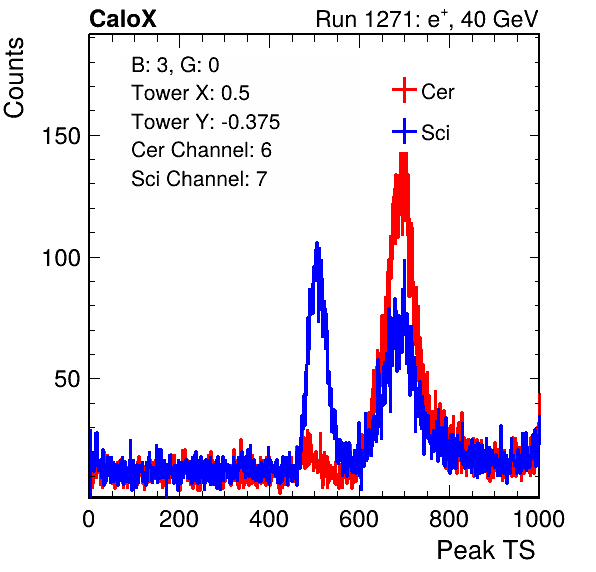 CaloX Run 1271: e⁺, 40 GeV
Counts
B: 3, G: 0
Tower X: 0.5
Tower Y: -0.375
Cer Channel: 6
Sci Channel: 7
Cer
Sci
150
100
50
0 200 400 600 800 1000
Peak TS